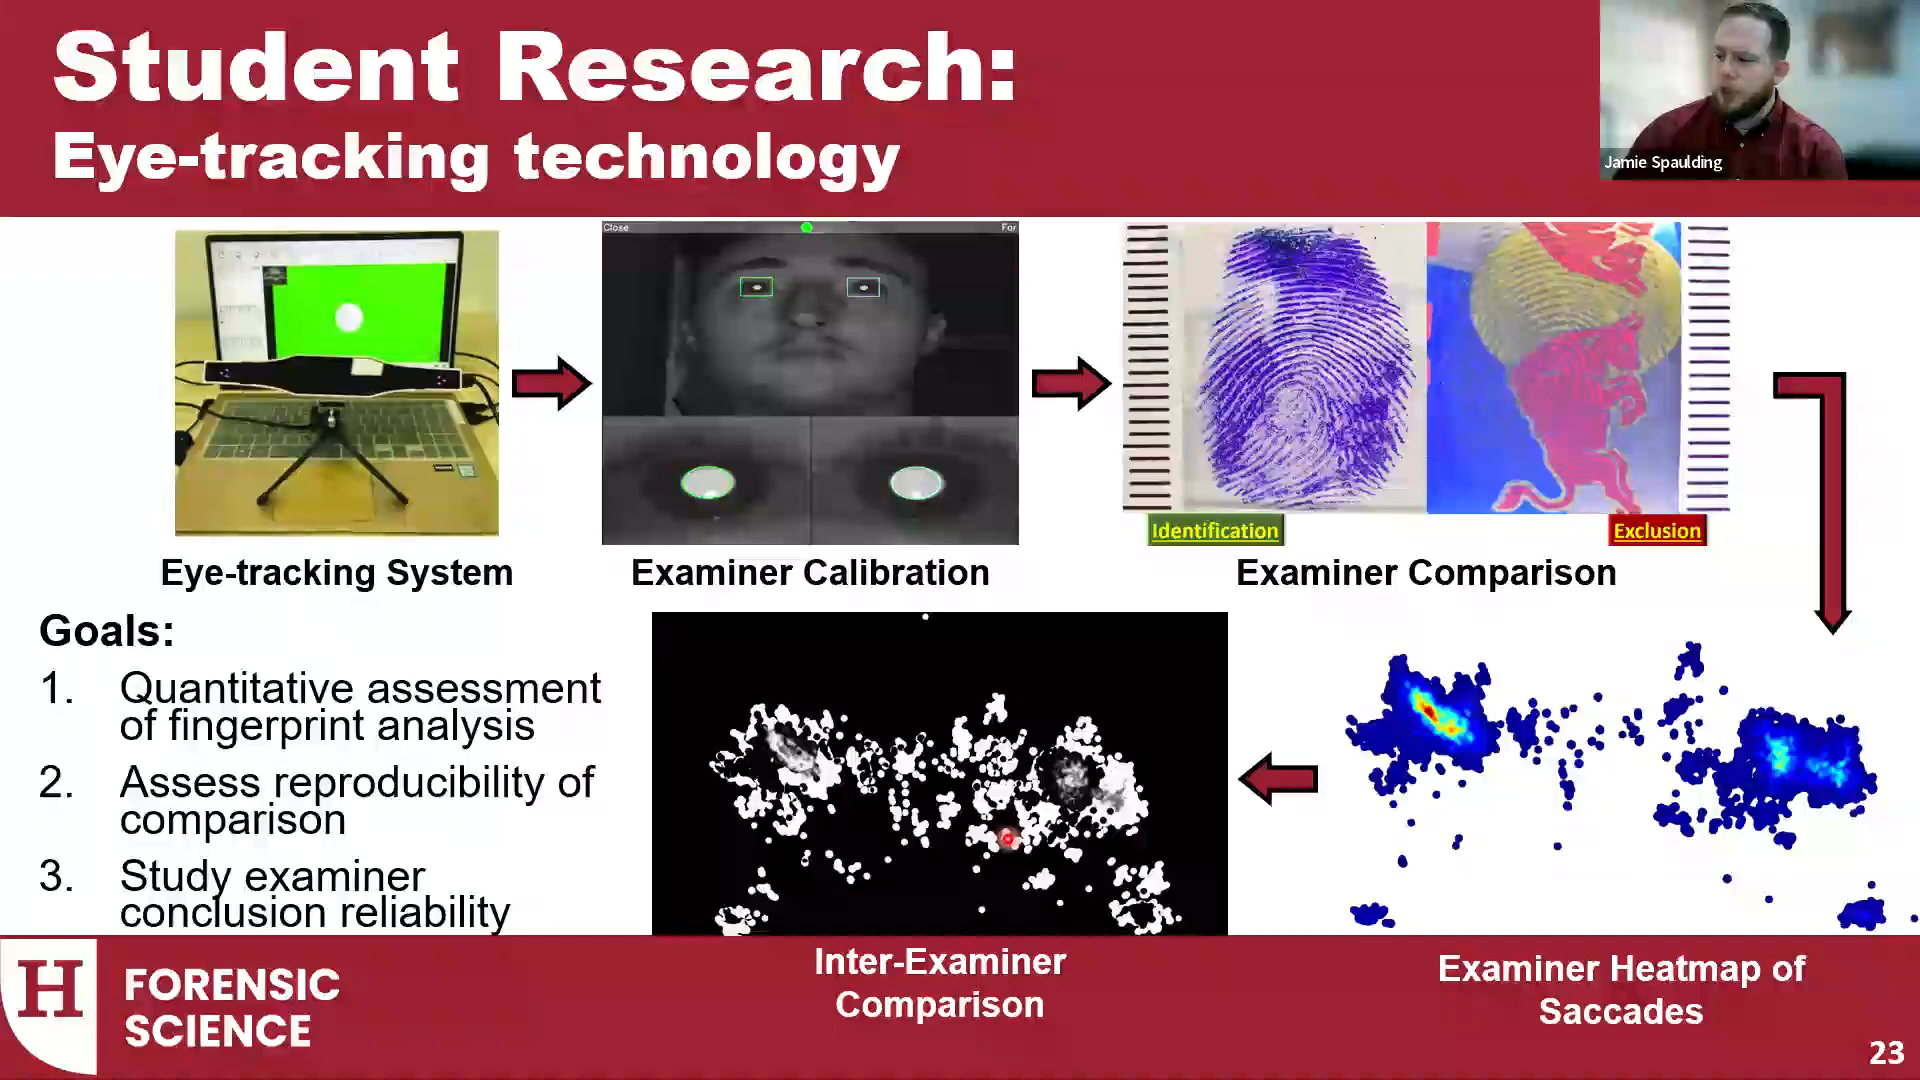 Student Research:
Eye-tracking technology
Jamie Spaulding
Close
Far
Identification
Exclusion
Eye-tracking System
Examiner Calibration
Examiner Comparison
Goals:
1. Quantitative assessment
of fingerprint analysis
2. Assess reproducibility of
comparison
3. Study examiner
conclusion reliability
Inter-Examiner
Comparison
Examiner Heatmap of
Saccades
H
FORENSIC
SCIENCE
23